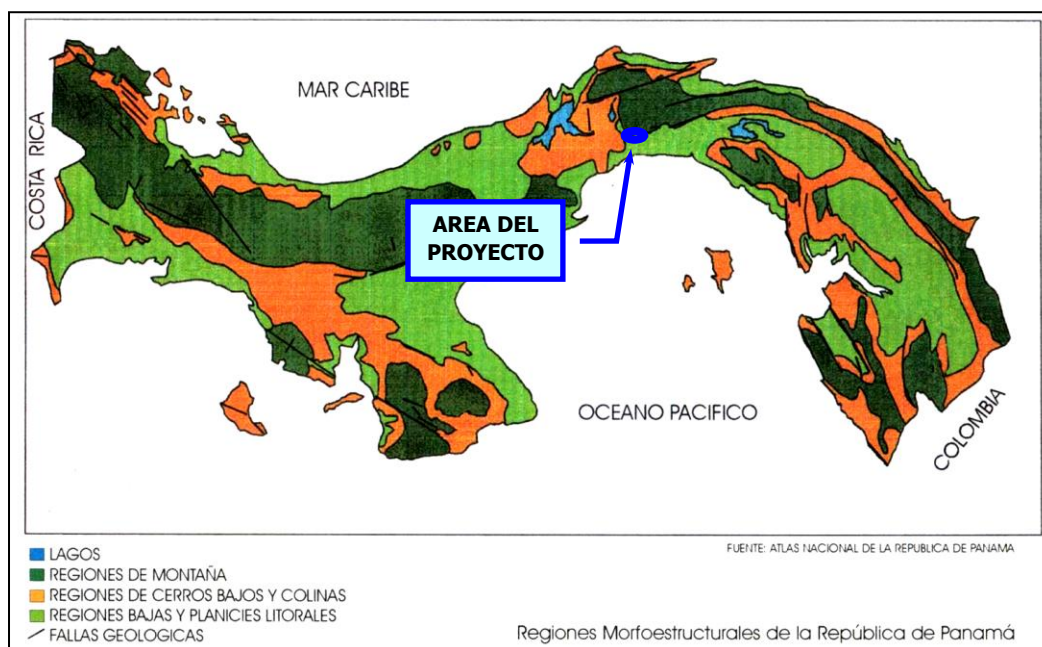 MAR CARIBE
COSTA RICA
AREA DEL
PROYECTO
OCEANO PACIFICO
COLOMBIA
FUENTE: ATLAS NACIONAL DE LA REPUBLICA DE PANAMA
LAGOS
REGIONES DE MONTAÑA
REGIONES DE CERROS BAJOS Y COLINAS
REGIONES BAJAS Y PLANICIES LITORALES
FALLAS GEOLOGICAS
Regiones Morfoestructurales de la República de Panamá